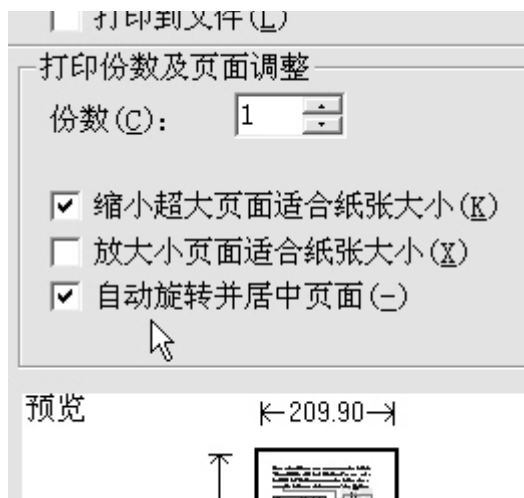 打印到文件(L)
打印份数及页面调整
份数(C): 1
缩小超大页面适合纸张大小(K)
放大小页面适合纸张大小(X)
自动旋转并居中页面(-)
预览
209.90